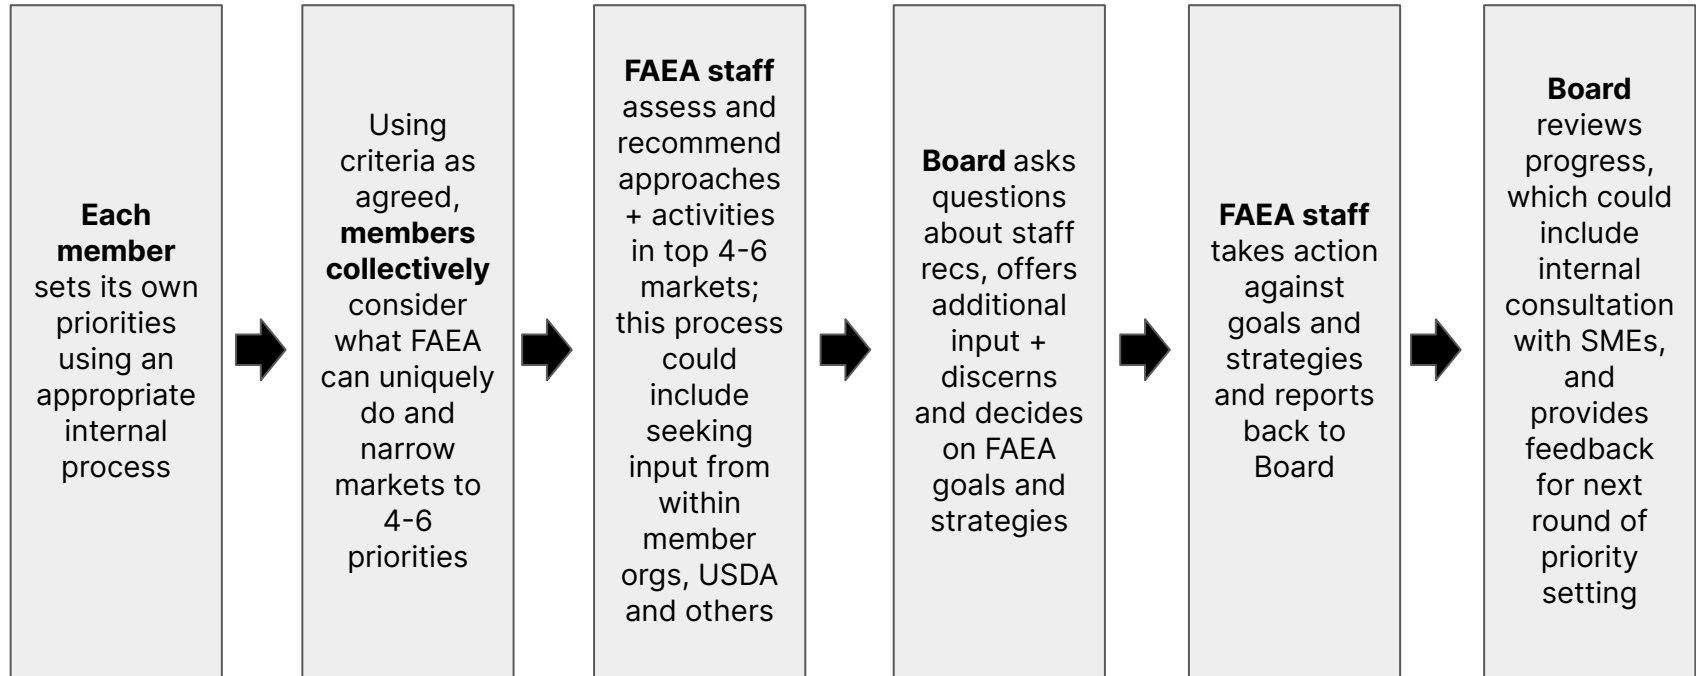 Each
member
sets its own
priorities
using an
appropriate
internal
process
Using
criteria as
agreed,
members
collectively
consider
what FAEA
can uniquely
do and
narrow
markets to
4-6
priorities
FAEA staff
assess and
recommend
approaches
+ activities
in top 4-6
markets;
this process
could
include
seeking
input from
within
member
orgs, USDA
and others
Board asks
questions
about staff
recs, offers
additional
input +
discerns
and decides
on FAEA
goals and
strategies
FAEA staff
takes action
against
goals and
strategies
and reports
back to
Board
Board
reviews
progress,
which could
include
internal
consultation
with SMEs,
and
provides
feedback
for next
round of
priority
setting